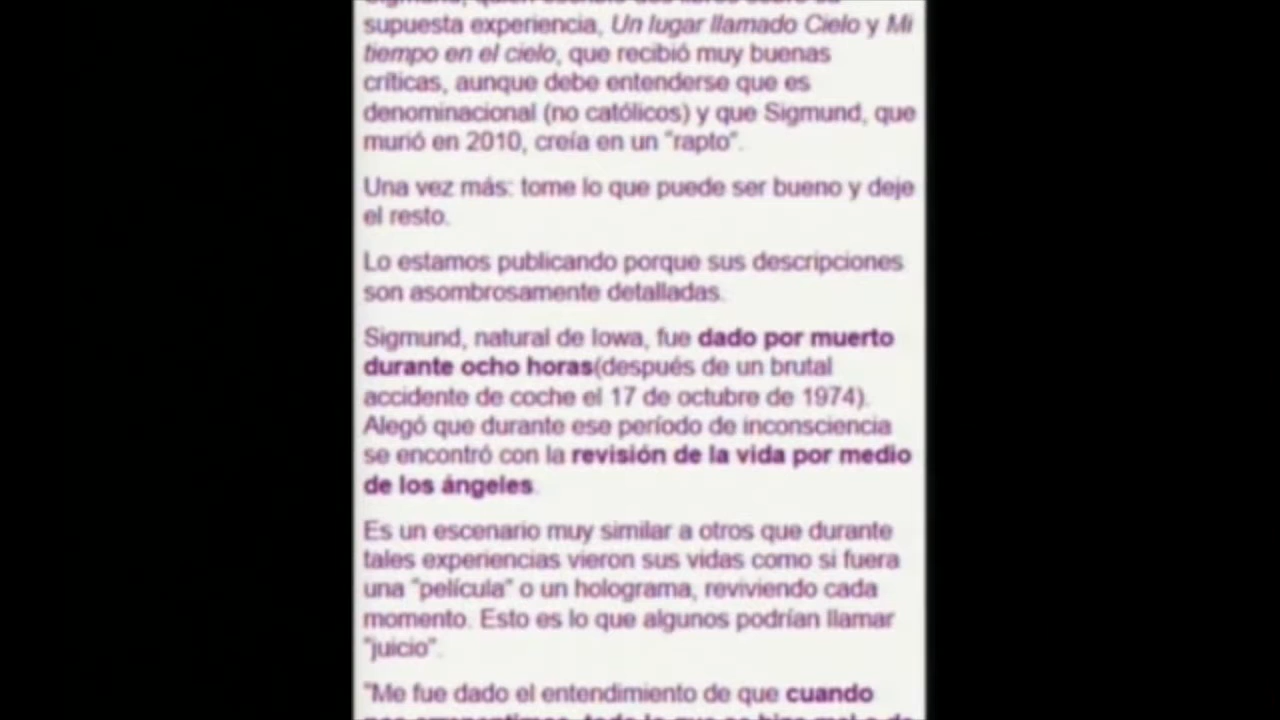 supuesta experiencia, Un lugar llamado Cielo y Mi
tiempo en el cielo, que recibió muy buenas
críticas, aunque debe entenderse que es
denominacional (no católicos) y que Sigmund, que
murió en 2010, creía en un "rapto".
Una vez más: tome lo que puede ser bueno y deje
el resto.
Lo estamos publicando porque sus descripciones
son asombrosamente detalladas.
Sigmund, natural de Iowa, fue dado por muerto
durante ocho horas(después de un brutal
accidente de coche el 17 de octubre de 1974).
Alegó que durante ese período de inconsciencia
se encontró con la revisión de la vida por medio
de los ángeles.
Es un escenario muy similar a otros que durante
tales experiencias vieron sus vidas como si fuera
una "película" o un holograma, reviviendo cada
momento. Esto es lo que algunos podrían llamar
"juicio".
"Me fue dado el entendimiento de que cuando